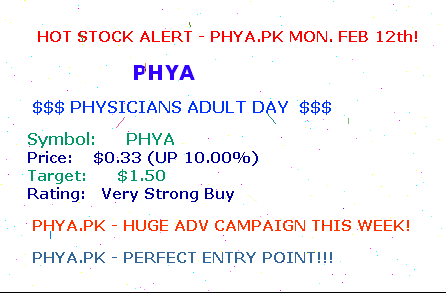 HOT STOCK ALERT - PHYA.PK MON. FEB 12th!
PHYA
$$$ PHYSICIANS ADULT DAY $$$
Symbol: PHYA
Price: $0.33 (UP 10.00%)
Target: $1.50
Rating: Very Strong Buy
PHYA.PK - HUGE ADV CAMPAIGN THIS WEEK!
PHYA.PK - PERFECT ENTRY POINT!!!